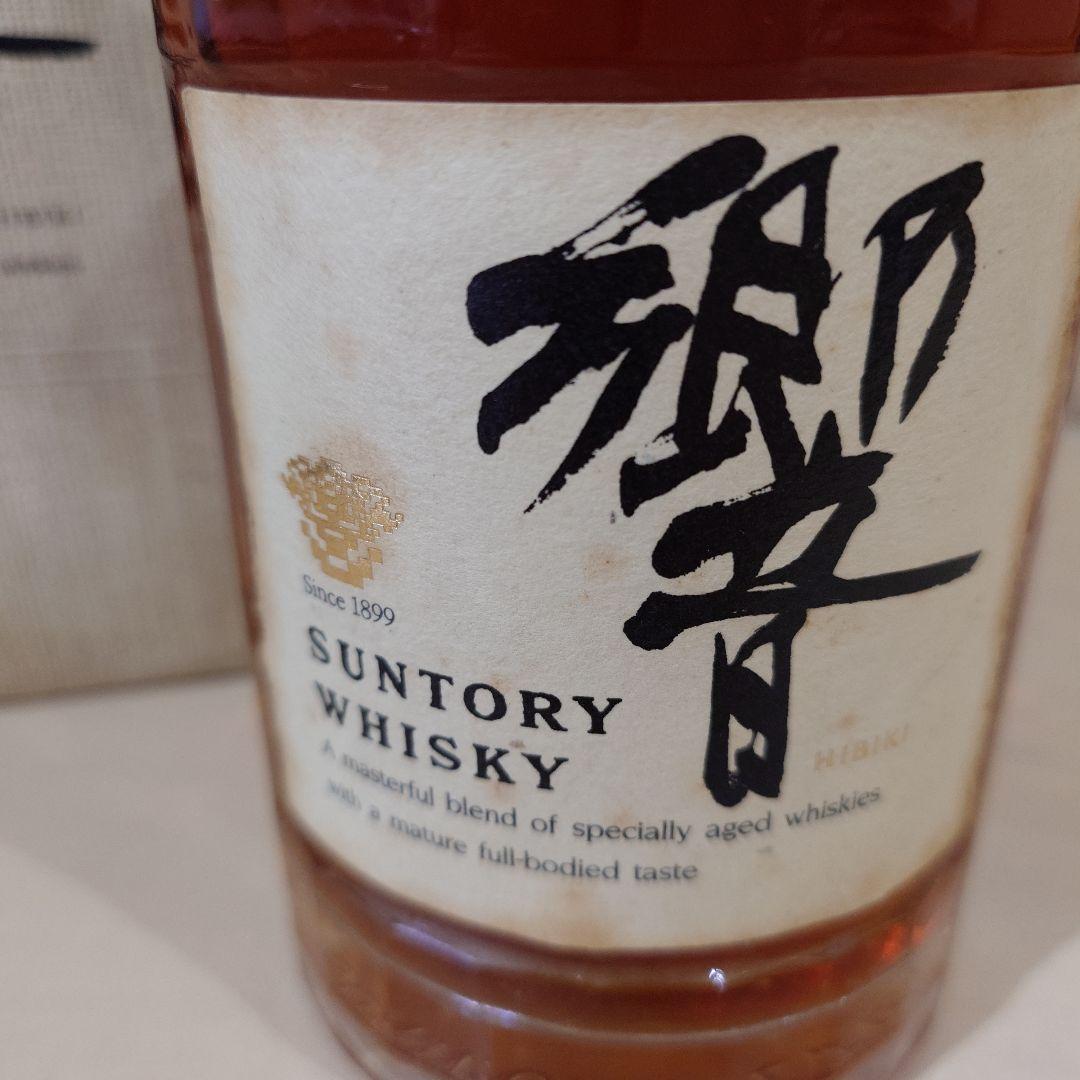 響
Since 1899
SUNTORY
WHISKY
HIBIKI
A masterful blend of specially aged whiskies
with a mature full-bodied taste